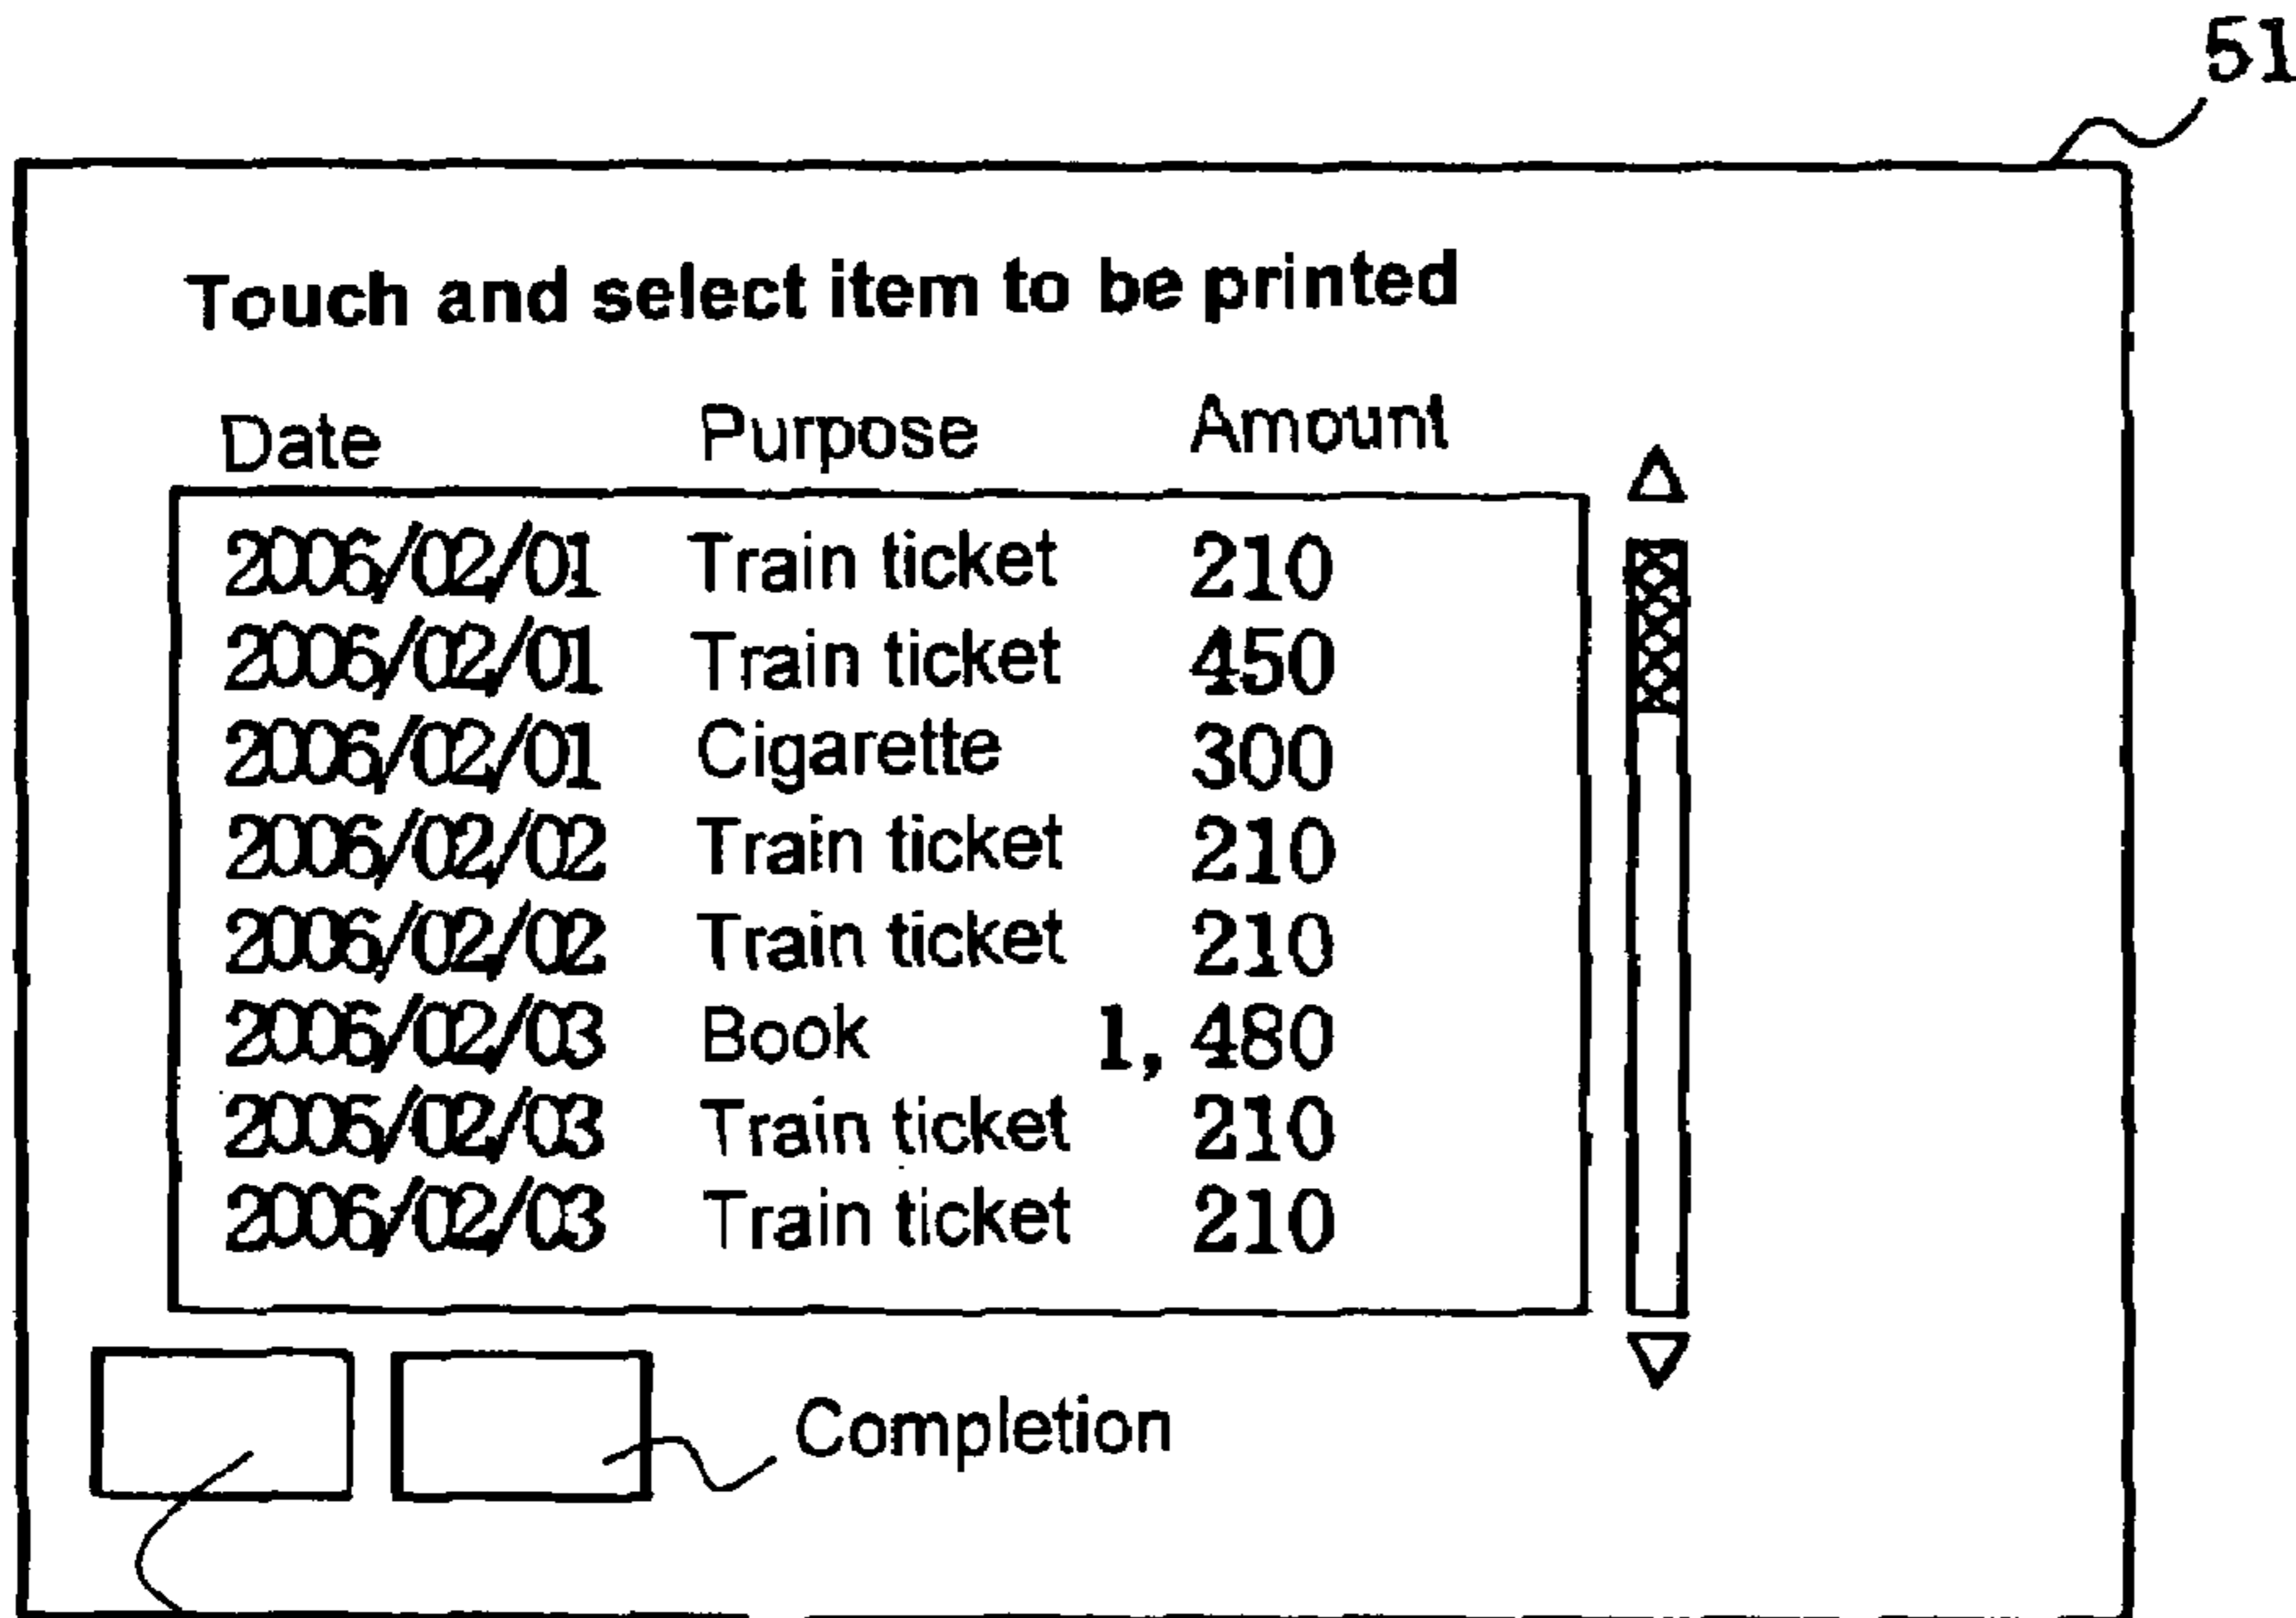 51
Touch and select item to be printed
Date Purpose Amount
2006/02/01 Train ticket 210
2006/02/01 Train ticket 450
2006/02/01 Cigarette 300
2006/02/02 Train ticket 210
2006/02/02 Train ticket 210
2006/02/03 Book 1, 480
2006/02/03 Train ticket 210
2006/02/03 Train ticket 210
Completion